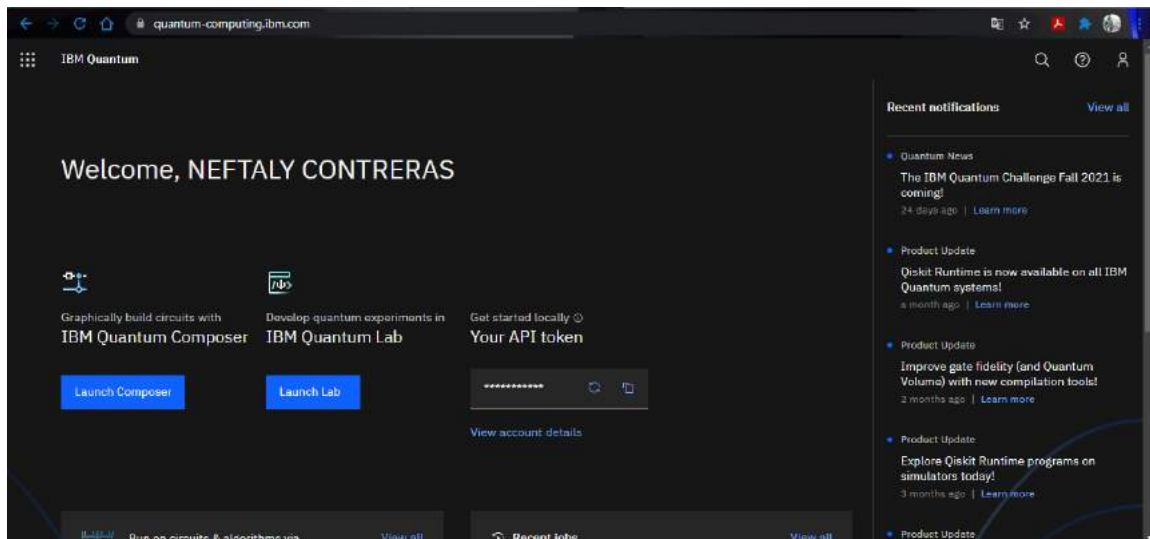 quantum-computing.ibm.com
IBM Quantum
Welcome, NEFTALY CONTRERAS
Graphically build circuits with
IBM Quantum Composer
Launch Composer
Develop quantum experiments in
IBM Quantum Lab
Launch Lab
Get started locally
Your API token
***********
View account details
Run on circuits & algorithms via
View all
Recent jobs
View all
Recent notifications
View all
Quantum News
The IBM Quantum Challenge Fall 2021 is
coming!
24 days ago | Learn more
Product Update
Qiskit Runtime is now available on all IBM
Quantum systems!
a month ago | Learn more
Product Update
Improve gate fidelity (and Quantum
Volume) with new compilation tools!
2 months ago | Learn more
Product Update
Explore Qiskit Runtime programs on
simulators today!
3 months ago | Learn more
Product Update